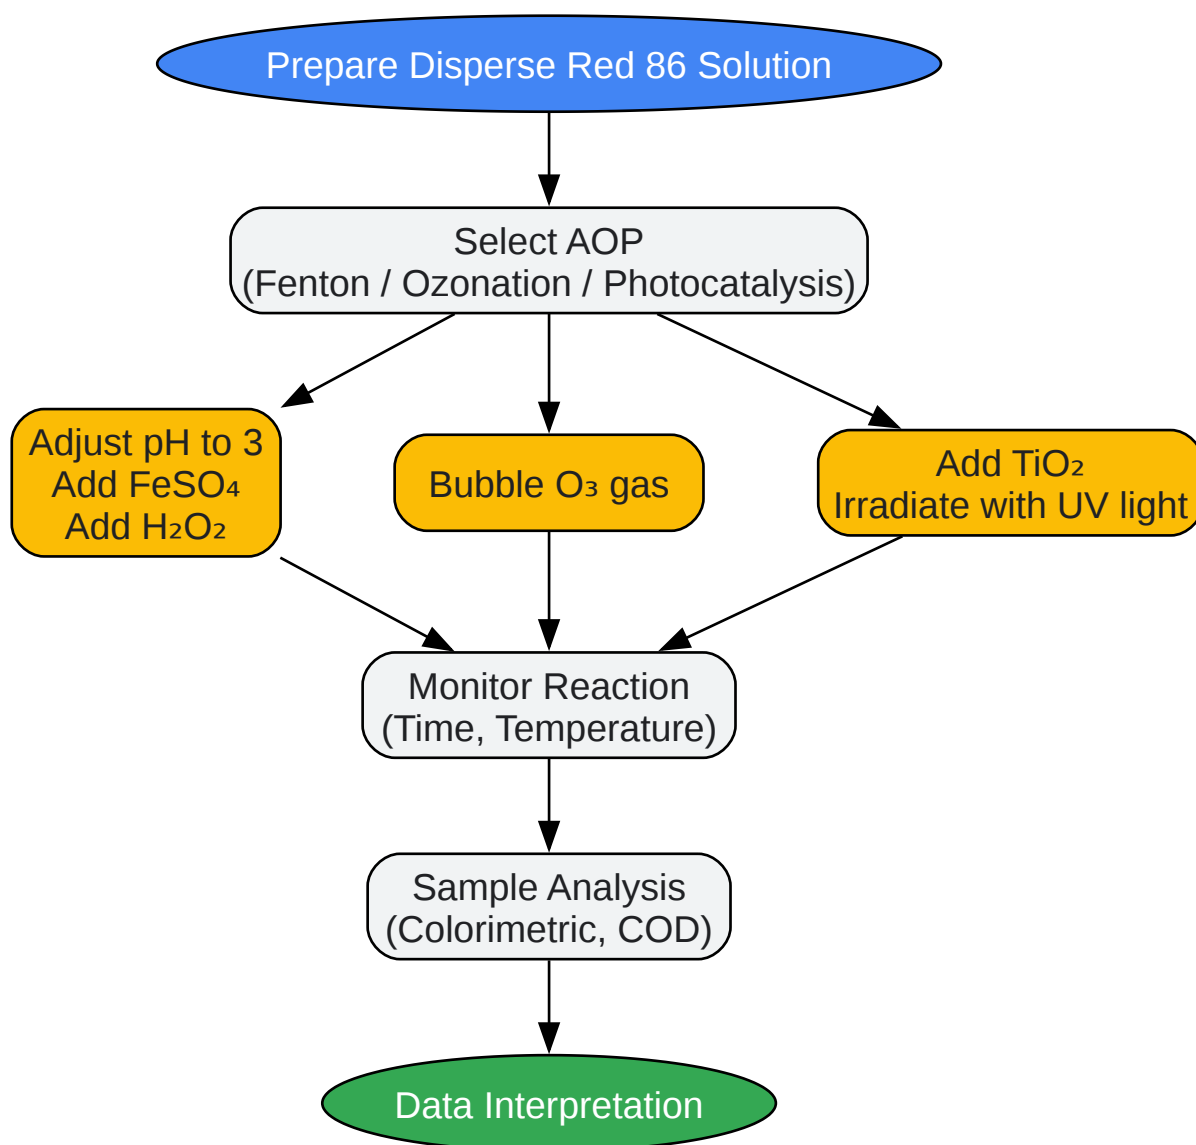 Prepare Disperse Red 86 Solution
Select AOP
(Fenton / Ozonation / Photocatalysis)
Adjust pH to 3
Add FeSO₄
Add H₂O₂
Bubble O₃ gas
Add TiO₂
Irradiate with UV light
Monitor Reaction
(Time, Temperature)
Sample Analysis
(Colorimetric, COD)
Data Interpretation